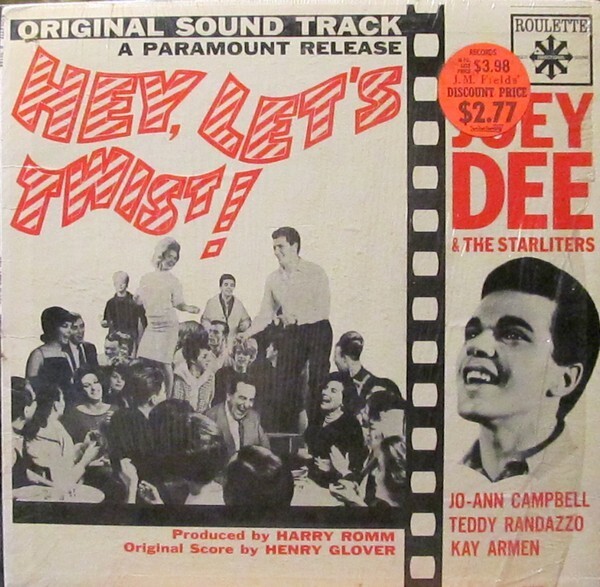 ORIGINAL SOUND TRACK
A PARAMOUNT RELEASE
HEY, LET'S
TWIST!
ROULETTE
RECORDS
$3.98
J. M. Fields'
DISCOUNT PRICE
$2.77
JOEY
DEE
& THE STARLITERS
JO-ANN CAMPBELL
TEDDY RANDAZZO
KAY ARMEN
Produced by HARRY ROMM
Original Score by HENRY GLOVER